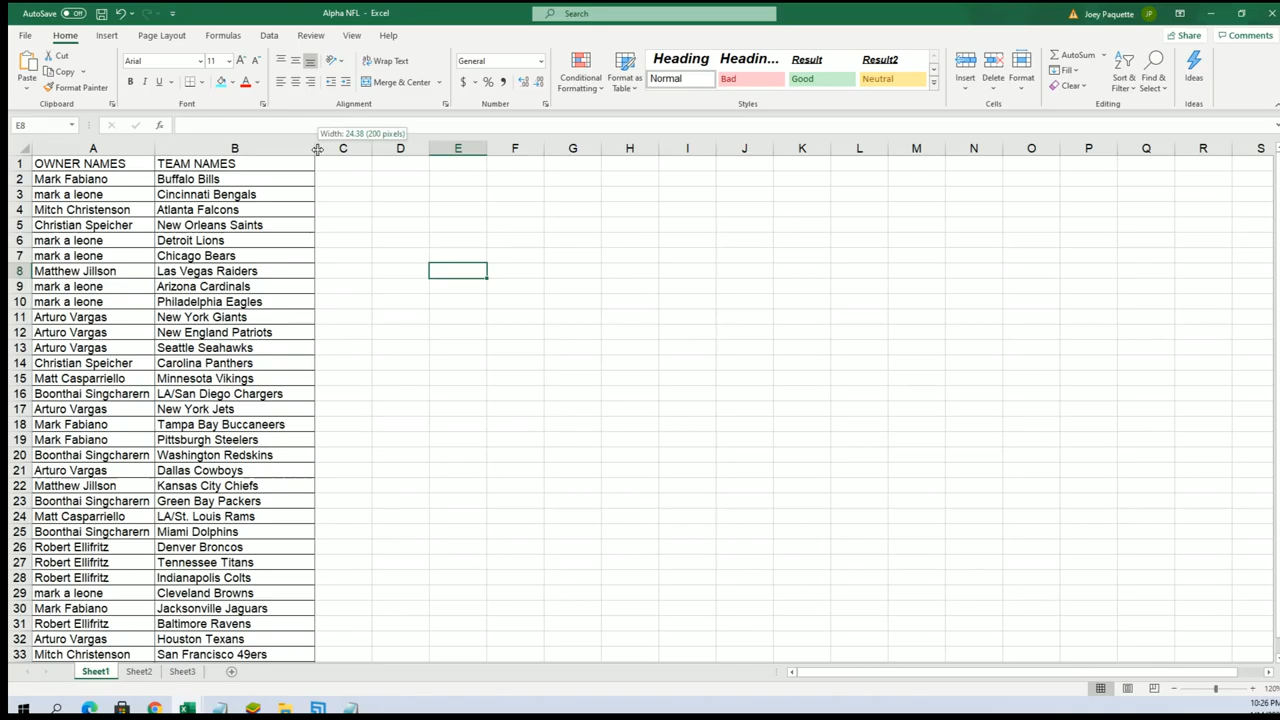 AutoSave Off Alpha NFL - Excel Search Joey Paquette JP
File Home Insert Page Layout Formulas Data Review View Help Share Comments
Cut Copy Format Painter Paste Clipboard
Arial 11 A A B I U A Font
Wrap Text Merge & Center Alignment
General $ % , Number
Conditional Formatting Format as Table
Heading Headin... Result Result2
Normal Bad Good Neutral
Styles
Insert Delete Format Cells
AutoSum Fill Clear Sort & Filter Find & Select Editing
Ideas Ideas
E8 fx
Width: 24.38 (200 pixels)
A B C D E F G H I J K L M N O P Q R S
1 OWNER NAMES TEAM NAMES
2 Mark Fabiano Buffalo Bills
3 mark a leone Cincinnati Bengals
4 Mitch Christenson Atlanta Falcons
5 Christian Speicher New Orleans Saints
6 mark a leone Detroit Lions
7 mark a leone Chicago Bears
8 Matthew Jillson Las Vegas Raiders
9 mark a leone Arizona Cardinals
10 mark a leone Philadelphia Eagles
11 Arturo Vargas New York Giants
12 Arturo Vargas New England Patriots
13 Arturo Vargas Seattle Seahawks
14 Christian Speicher Carolina Panthers
15 Matt Casparriello Minnesota Vikings
16 Boonthai Singcharern LA/San Diego Chargers
17 Arturo Vargas New York Jets
18 Mark Fabiano Tampa Bay Buccaneers
19 Mark Fabiano Pittsburgh Steelers
20 Boonthai Singcharern Washington Redskins
21 Arturo Vargas Dallas Cowboys
22 Matthew Jillson Kansas City Chiefs
23 Boonthai Singcharern Green Bay Packers
24 Matt Casparriello LA/St. Louis Rams
25 Boonthai Singcharern Miami Dolphins
26 Robert Ellifritz Denver Broncos
27 Robert Ellifritz Tennessee Titans
28 Robert Ellifritz Indianapolis Colts
29 mark a leone Cleveland Browns
30 Mark Fabiano Jacksonville Jaguars
31 Robert Ellifritz Baltimore Ravens
32 Arturo Vargas Houston Texans
33 Mitch Christenson San Francisco 49ers
Sheet1 Sheet2 Sheet3
120%
10:26 PM